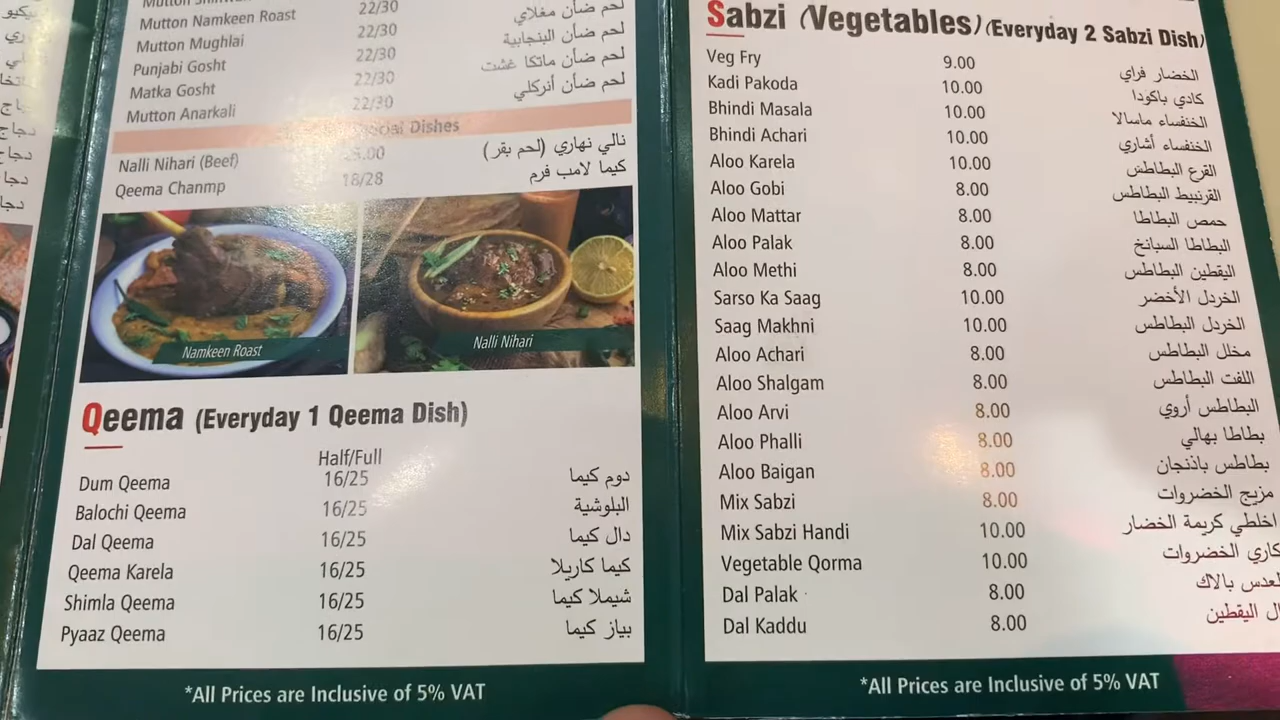 Mutton Namkeen Roast 22/30 لحم ضأن مغلاي
Mutton Mughlai 22/30 لحم ضأن البنجابية
Punjabi Gosht 22/30 لحم ضأن ماتكا غشت
Matka Gosht 22/30 لحم ضأن أنركلي
Mutton Anarkali 22/30
Special Dishes
Nalli Nihari (Beef) نالي نهاري (لحم بقر)
Qeema Chanmp 18/28 كيما لامب فرم
Namkeen Roast
Nalli Nihari
Qeema (Everyday 1 Qeema Dish)
Half/Full
Dum Qeema 16/25 دوم كيما
Balochi Qeema 16/25 البلوشية
Dal Qeema 16/25 دال كيما
Qeema Karela 16/25 كيما كاريلا
Shimla Qeema 16/25 شيملا كيما
Pyaaz Qeema 16/25 بياز كيما
*All Prices are Inclusive of 5% VAT
Sabzi (Vegetables) (Everyday 2 Sabzi Dish)
Veg Fry 9.00 الخضار فراي
Kadi Pakoda 10.00 كادي باكودا
Bhindi Masala 10.00 الخنفساء ماسالا
Bhindi Achari 10.00 الخنفساء أشاري
Aloo Karela 10.00 القرع البطاطس
Aloo Gobi 8.00 القرنبيط البطاطس
Aloo Mattar 8.00 حمص البطاطا
Aloo Palak 8.00 البطاطا السبانخ
Aloo Methi 8.00 اليقطين البطاطس
Sarso Ka Saag 10.00 الخردل الأخضر
Saag Makhni 10.00 الخردل البطاطس
Aloo Achari 8.00 مخلل البطاطس
Aloo Shalgam 8.00 اللفت البطاطس
Aloo Arvi 8.00 البطاطس أروي
Aloo Phalli 8.00 بطاطا بهالي
Aloo Baigan 8.00 بطاطس باذنجان
Mix Sabzi 8.00 مزيج الخضروات
Mix Sabzi Handi 10.00 اخلطي كريمة الخضار
Vegetable Qorma 10.00 كاري الخضروات
Dal Palak 8.00 بالاك
Dal Kaddu 8.00 اليقطين
*All Prices are Inclusive of 5% VAT